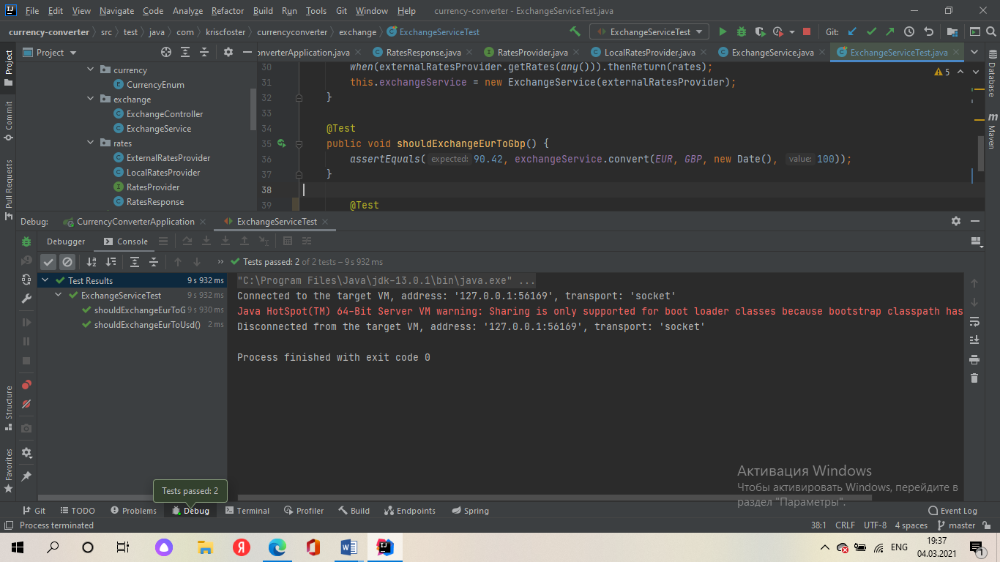 File Edit View Navigate Code Analyze Refactor Build Run Tools Git Window Help currency-converter - ExchangeServiceTest.java
currency-converter src test java com kriscfoster currencyconverter exchange ExchangeServiceTest ExchangeServiceTest Git:
Project
onverterApplication.java RatesResponse.java RatesProvider.java LocalRatesProvider.java ExchangeService.java ExchangeServiceTest.java
currency
CurrencyEnum
exchange
ExchangeController
ExchangeService
rates
ExternalRatesProvider
LocalRatesProvider
RatesProvider
RatesResponse
30 when(externalRatesProvider.getRates(any())).thenReturn(rates);
31 this.exchangeService = new ExchangeService(externalRatesProvider);
32 }
33
34 @Test
35 public void shouldExchangeEurToGbp() {
36 assertEquals( expected: 90.42, exchangeService.convert(EUR, GBP, new Date(), value: 100));
37 }
38
39 @Test
5
Project
Commit
Pull Requests
Structure
Favorites
Database
Maven
Debug: CurrencyConverterApplication ExchangeServiceTest
Debugger Console
Tests passed: 2 of 2 tests – 9 s 932 ms
Test Results 9 s 932 ms
ExchangeServiceTest 9 s 932 ms
shouldExchangeEurToG 9 s 930 ms
shouldExchangeEurToUsd() 2 ms
"C:\Program Files\Java\jdk-13.0.1\bin\java.exe" ...
Connected to the target VM, address: '127.0.0.1:56169', transport: 'socket'
Java HotSpot(TM) 64-Bit Server VM warning: Sharing is only supported for boot loader classes because bootstrap classpath has
Disconnected from the target VM, address: '127.0.0.1:56169', transport: 'socket'
Process finished with exit code 0
Активация Windows
Чтобы активировать Windows, перейдите в
раздел "Параметры".
Tests passed: 2
Git TODO Problems Debug Terminal Profiler Build Endpoints Spring Event Log
Process terminated 38:1 CRLF UTF-8 4 spaces master
ENG 19:37
04.03.2021
1